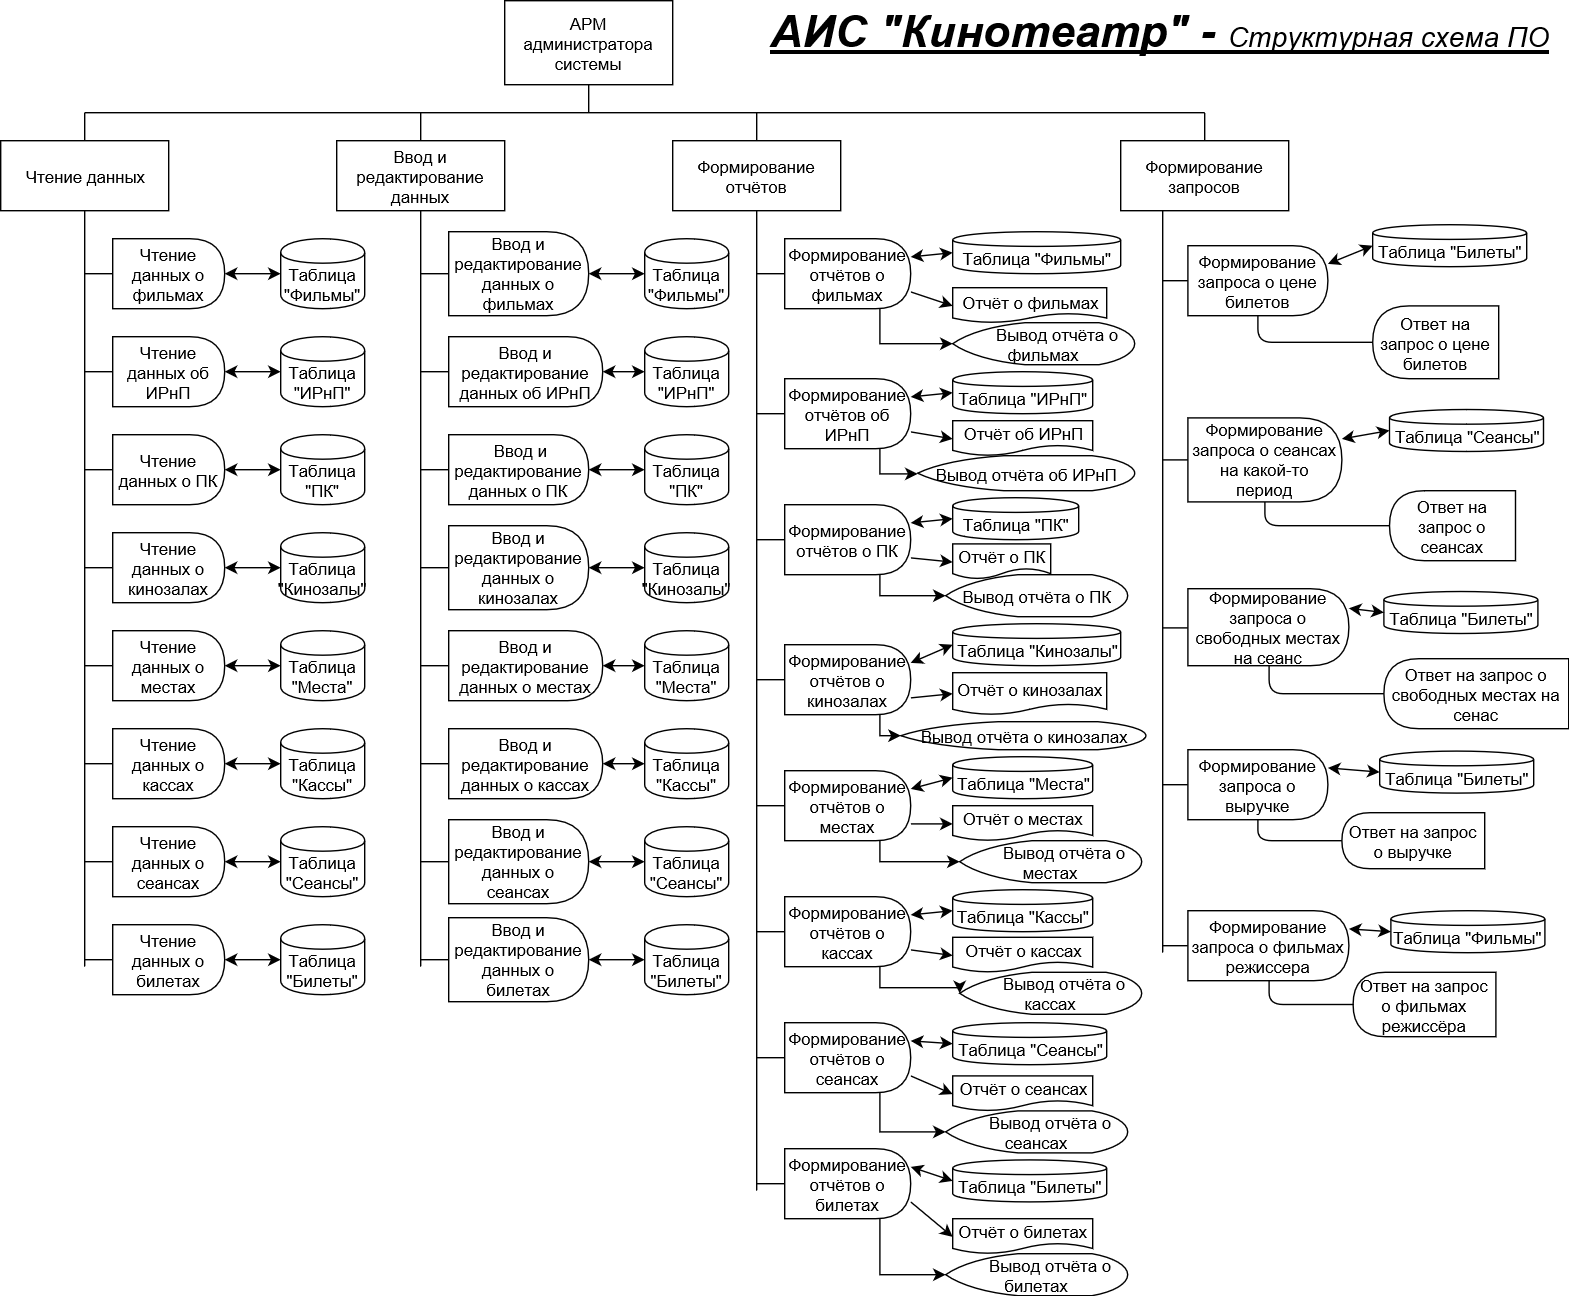 АРМ
администратора
системы
АИС "Кинотеатр" - Структурная схема ПО
Чтение данных
Ввод и
редактирование
данных
Формирование
отчётов
Формирование
запросов
Чтение
данных о
фильмах
Таблица
"Фильмы"
Чтение
данных об
ИРнП
Таблица
"ИРнП"
Чтение
данных о ПК
Таблица
"ПК"
Чтение
данных о
кинозалах
Таблица
"Кинозалы"
Чтение
данных о
местах
Таблица
"Места"
Чтение
данных о
кассах
Таблица
"Кассы"
Чтение
данных о
сеансах
Таблица
"Сеансы"
Чтение
данных о
билетах
Таблица
"Билеты"
Ввод и
редактирование
данных о
фильмах
Таблица
"Фильмы"
Ввод и
редактирование
данных об ИРнП
Таблица
"ИРнП"
Ввод и
редактирование
данных о ПК
Таблица
"ПК"
Ввод и
редактирование
данных о
кинозалах
Таблица
"Кинозалы"
Ввод и
редактирование
данных о местах
Таблица
"Места"
Ввод и
редактирование
данных о кассах
Таблица
"Кассы"
Ввод и
редактирование
данных о
сеансах
Таблица
"Сеансы"
Ввод и
редактирование
данных о
билетах
Таблица
"Билеты"
Формирование
отчётов о
фильмах
Таблица "Фильмы"
Отчёт о фильмах
Вывод отчёта о
фильмах
Формирование
отчётов об
ИРнП
Таблица "ИРнП"
Отчёт об ИРнП
Вывод отчёта об ИРнП
Формирование
отчётов о ПК
Таблица "ПК"
Отчёт о ПК
Вывод отчёта о ПК
Формирование
отчётов о
кинозалах
Таблица "Кинозалы"
Отчёт о кинозалах
Вывод отчёта о кинозалах
Формирование
отчётов о
местах
Таблица "Места"
Отчёт о местах
Вывод отчёта о
местах
Формирование
отчётов о
кассах
Таблица "Кассы"
Отчёт о кассах
Вывод отчёта о
кассах
Формирование
отчётов о
сеансах
Таблица "Сеансы"
Отчёт о сеансах
Вывод отчёта о
сеансах
Формирование
отчётов о
билетах
Таблица "Билеты"
Отчёт о билетах
Вывод отчёта о
билетах
Формирование
запроса о цене
билетов
Таблица "Билеты"
Ответ на
запрос о цене
билетов
Формирование
запроса о сеансах
на какой-то
период
Таблица "Сеансы"
Ответ на
запрос о
сеансах
Формирование
запроса о
свободных местах
на сеанс
Таблица "Билеты"
Ответ на запрос о
свободных местах на
сенас
Формирование
запроса о
выручке
Таблица "Билеты"
Ответ на запрос
о выручке
Формирование
запроса о фильмах
режиссера
Таблица "Фильмы"
Ответ на запрос
о фильмах
режиссёра